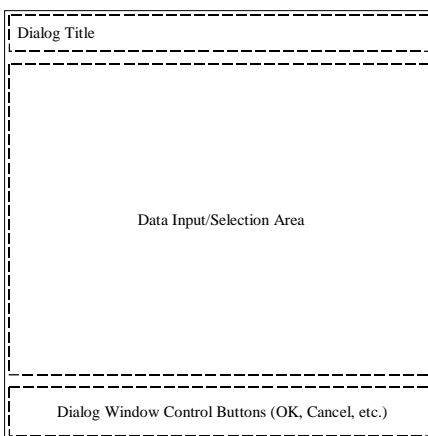 Dialog Title
Data Input/Selection Area
Dialog Window Control Buttons (OK, Cancel, etc.)